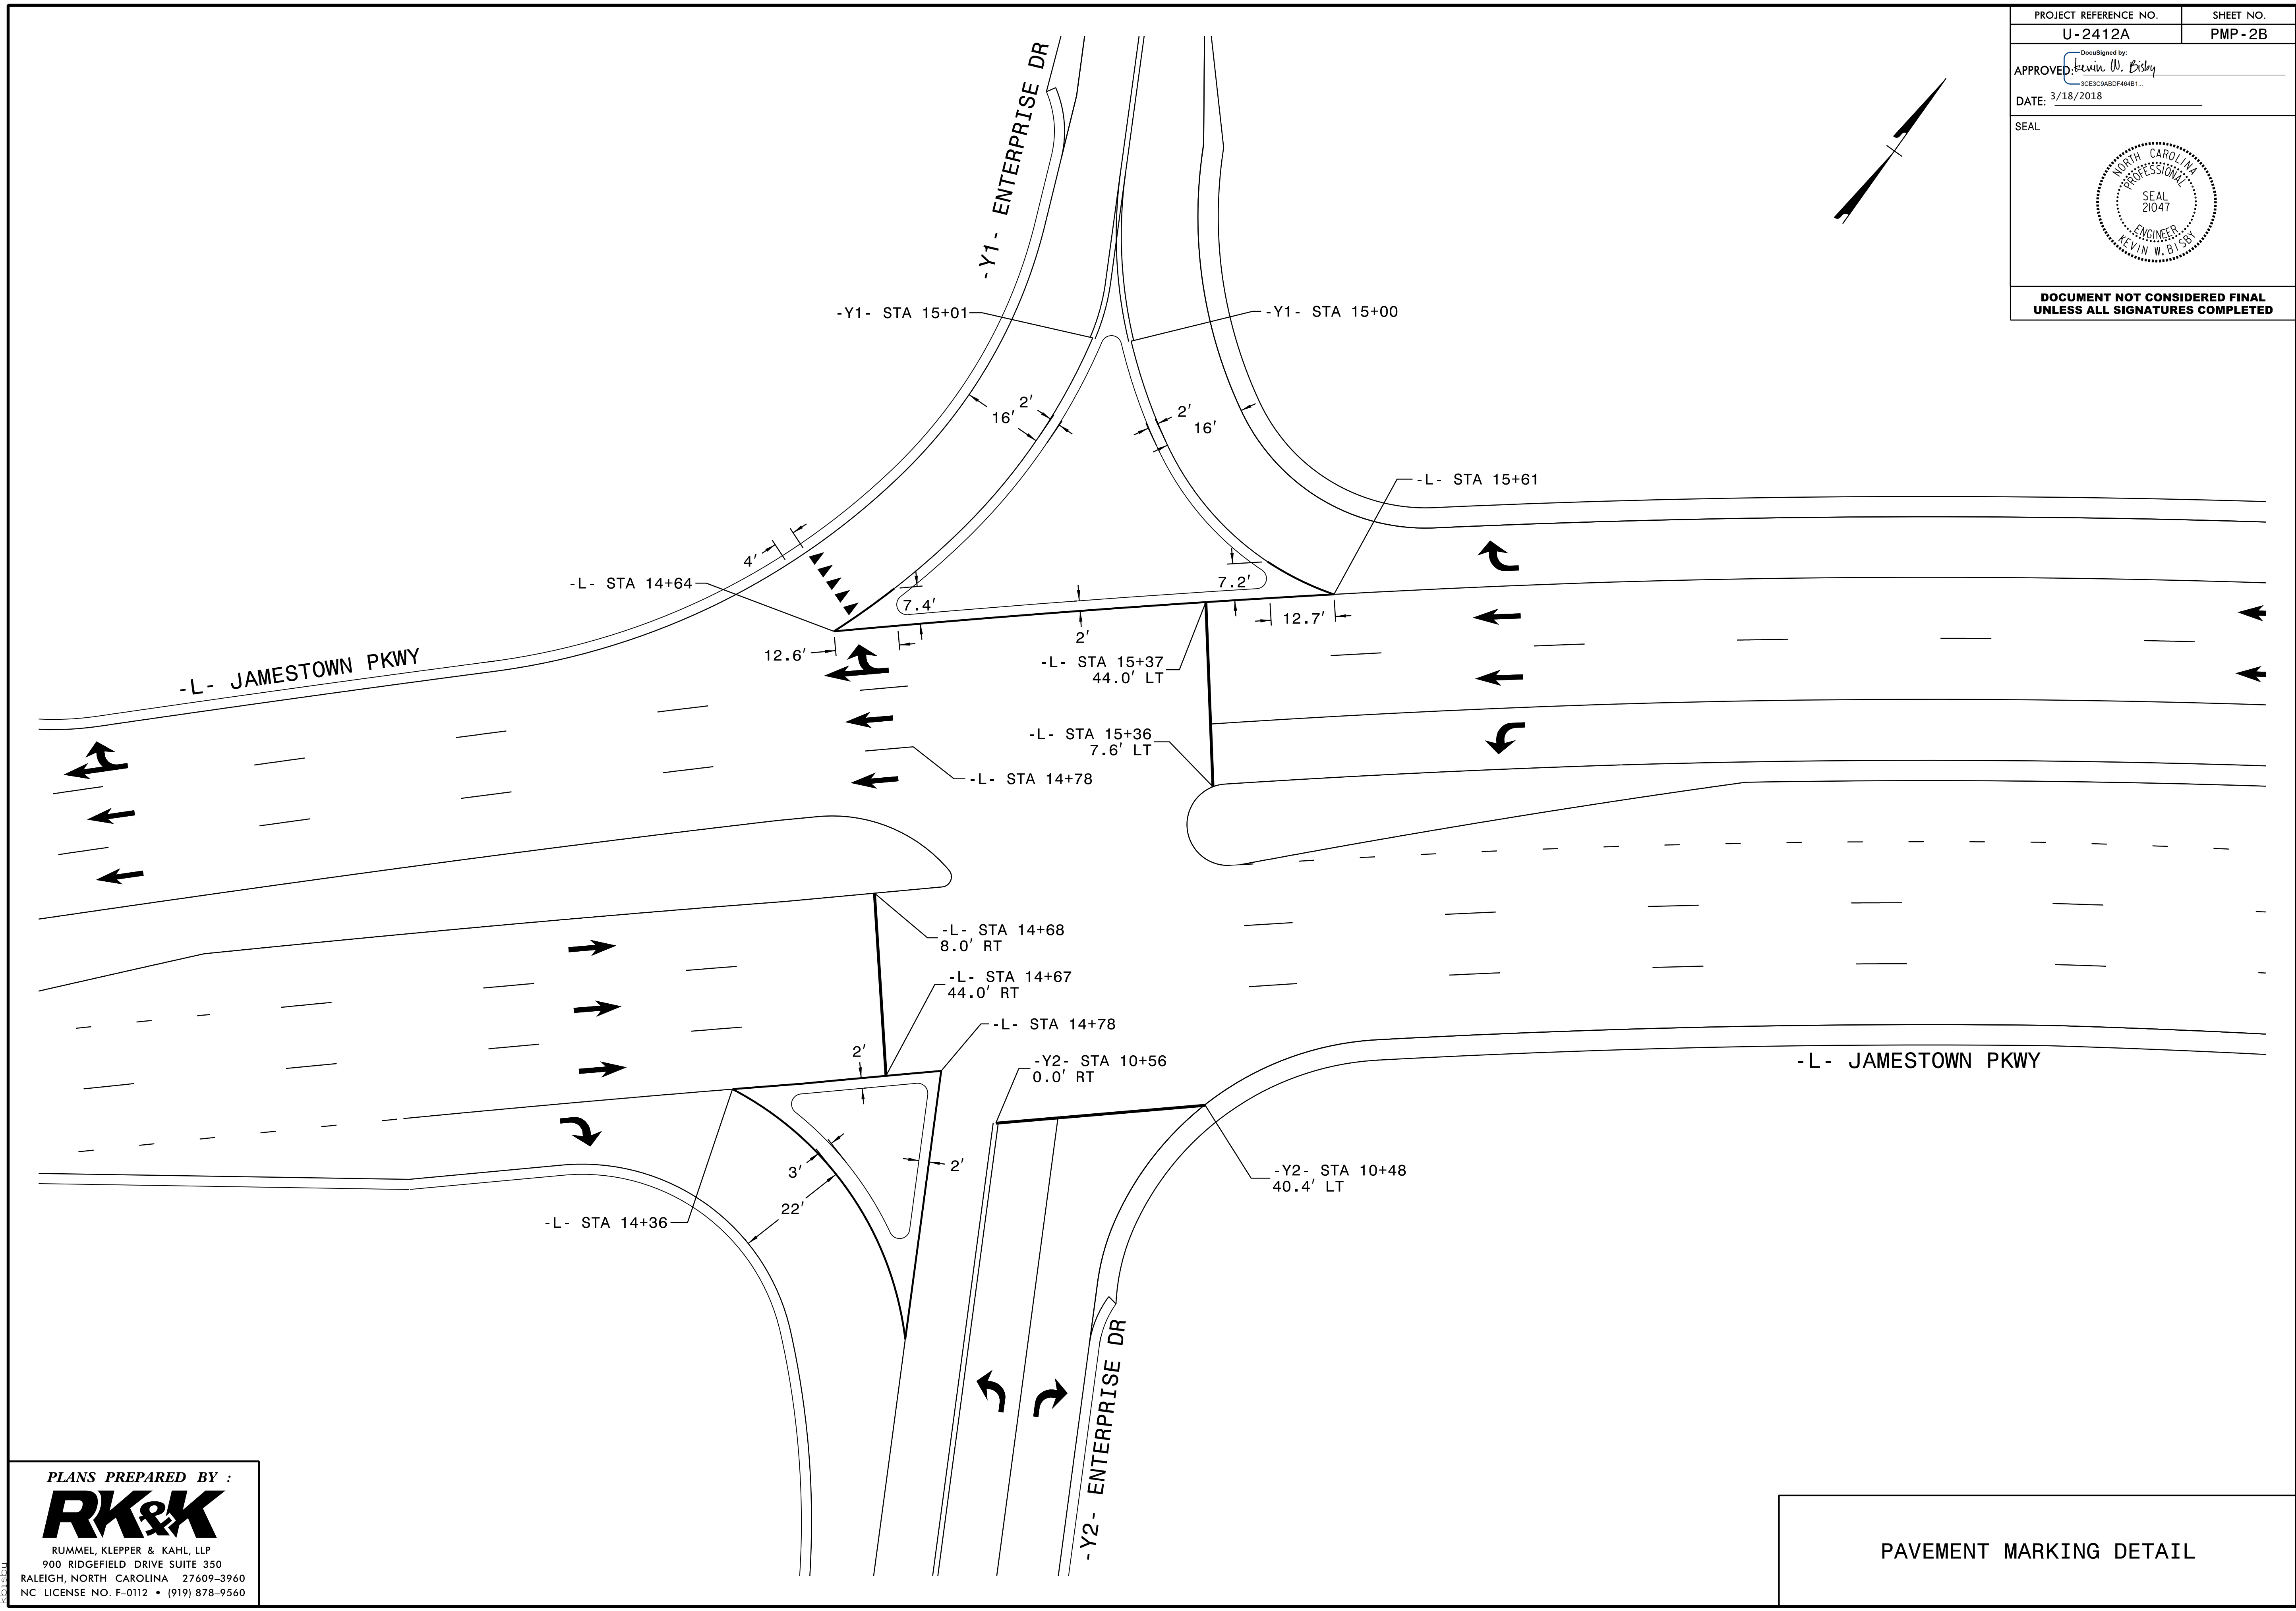 PROJECT REFERENCE NO.
SHEET NO.
U-2412A
PMP-2B
DocuSigned by:
APPROVED: Kevin W. Bisby
3CE3C9ABDF464B1...
DATE: 3/18/2018
SEAL
NORTH CAROLINA
PROFESSIONAL
SEAL
21047
ENGINEER
KEVIN W. BISBY
DOCUMENT NOT CONSIDERED FINAL
UNLESS ALL SIGNATURES COMPLETED
-Y1- ENTERPRISE DR
-Y1- STA 15+01
-Y1- STA 15+00
2'
16'
2'
16'
-L- STA 15+61
4'
-L- STA 14+64
7.4'
7.2'
12.7'
2'
12.6'
-L- STA 15+37
44.0' LT
-L- JAMESTOWN PKWY
-L- STA 15+36
7.6' LT
-L- STA 14+78
-L- STA 14+68
8.0' RT
-L- STA 14+67
44.0' RT
-L- STA 14+78
2'
-Y2- STA 10+56
0.0' RT
-L- JAMESTOWN PKWY
3'
2'
22'
-Y2- STA 10+48
40.4' LT
-L- STA 14+36
-Y2- ENTERPRISE DR
PLANS PREPARED BY :
RK&K
RUMMEL, KLEPPER & KAHL, LLP
900 RIDGEFIELD DRIVE SUITE 350
RALEIGH, NORTH CAROLINA 27609-3960
NC LICENSE NO. F-0112 • (919) 878-9560
kbisby
PAVEMENT MARKING DETAIL